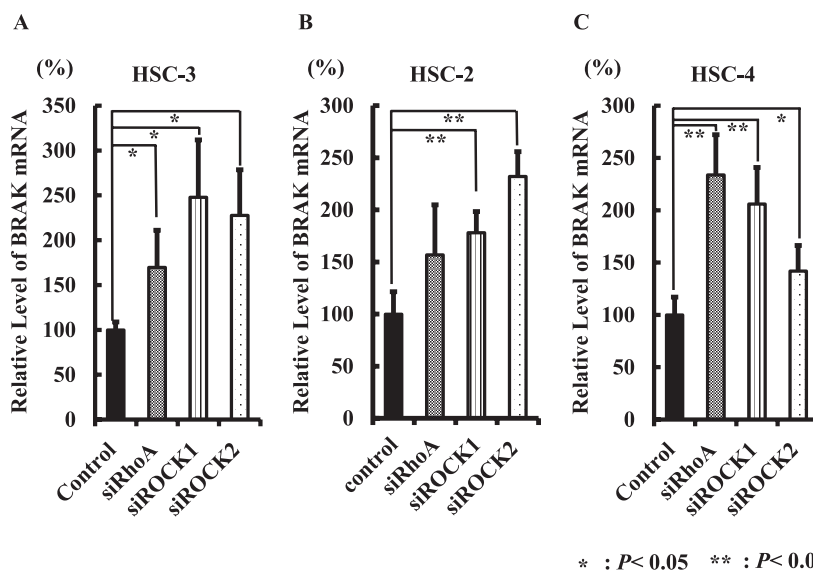 A
(%)
HSC-3
Relative Level of BRAK mRNA
350
300
250
200
150
100
50
0
*
*
*
Control
siRhoA
siROCK1
siROCK2
B
(%)
HSC-2
Relative Level of BRAK mRNA
300
250
200
150
100
50
0
**
**
control
siRhoA
siROCK1
siROCK2
C
(%)
HSC-4
Relative Level of BRAK mRNA
300
250
200
150
100
50
0
*
**
**
Control
siRhoA
siROCK1
siROCK2
* : P< 0.05 ** : P< 0.0